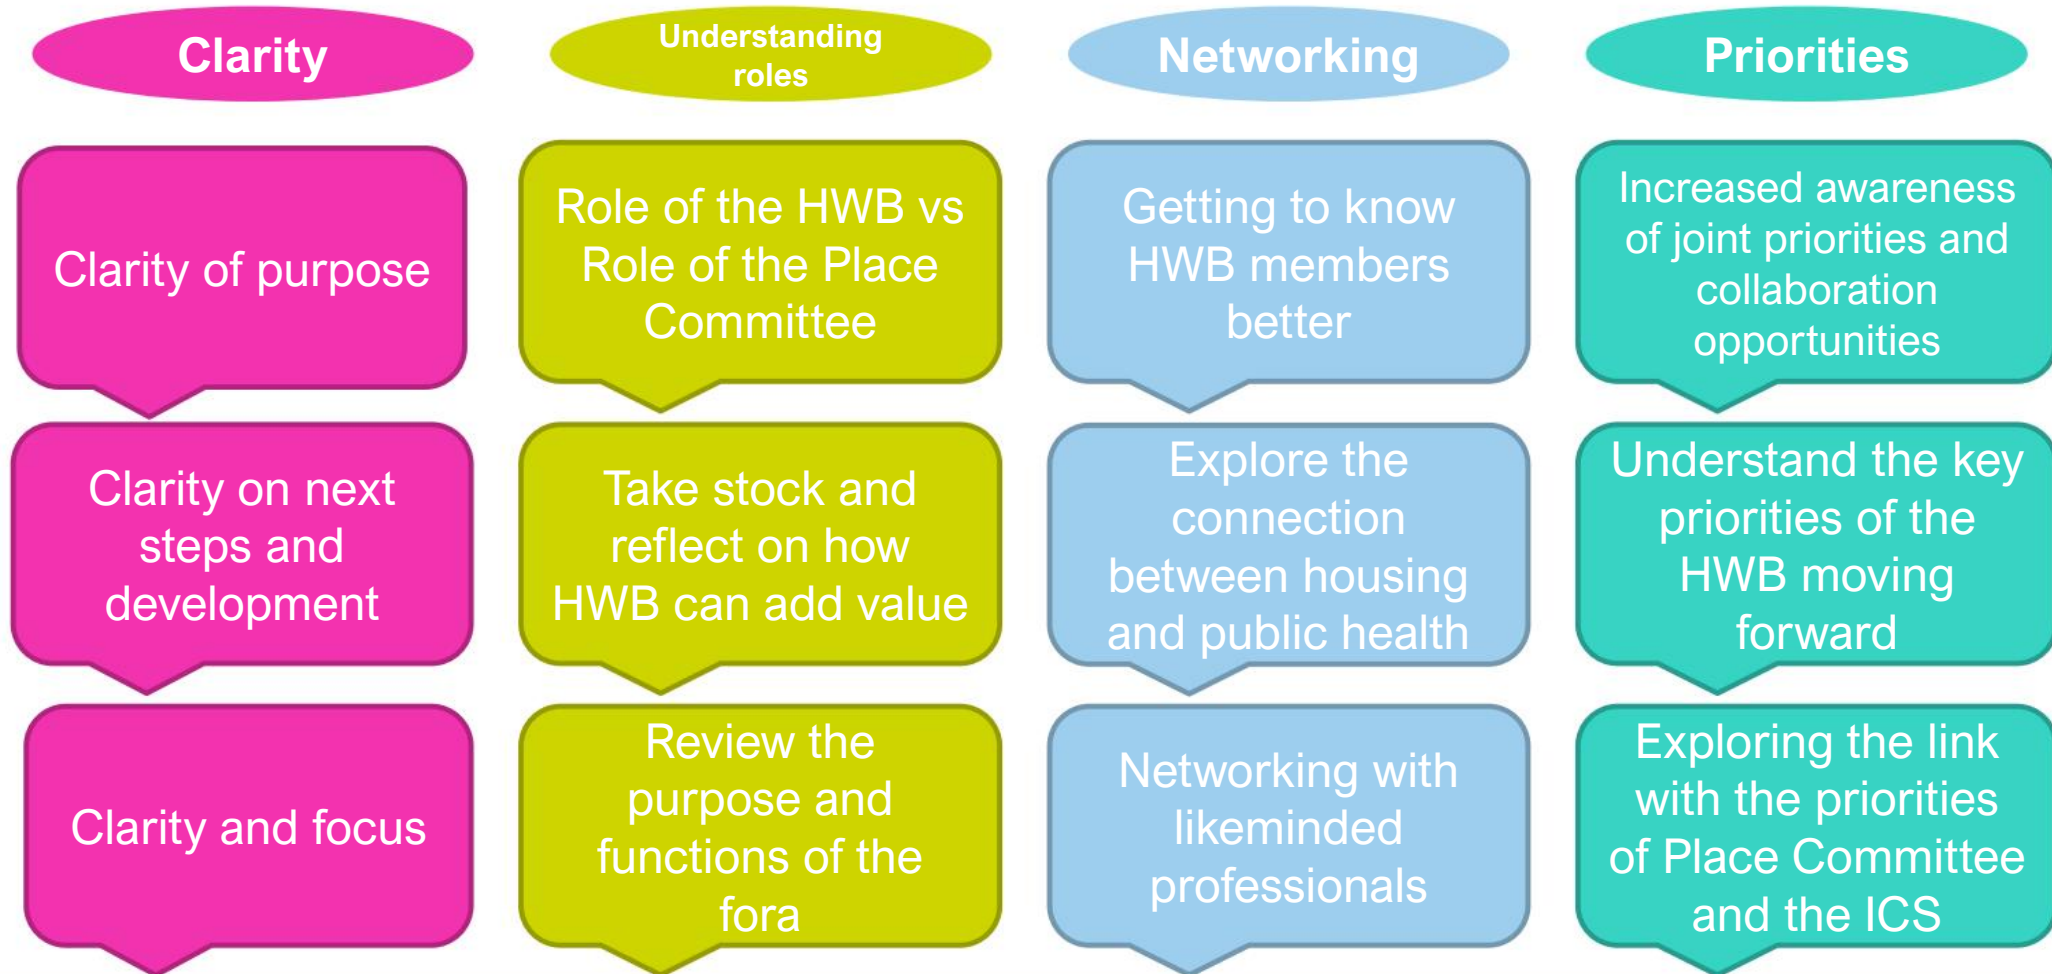 Clarity
Understanding
roles
Networking
Priorities
Clarity of purpose
Role of the HWB vs
Role of the Place
Committee
Getting to know
HWB members
better
Increased awareness
of joint priorities and
collaboration
opportunities
Clarity on next
steps and
development
Take stock and
reflect on how
HWB can add value
Explore the
connection
between housing
and public health
Understand the key
priorities of the
HWB moving
forward
Clarity and focus
Review the
purpose and
functions of the
fora
Networking with
likeminded
professionals
Exploring the link
with the priorities
of Place Committee
and the ICS